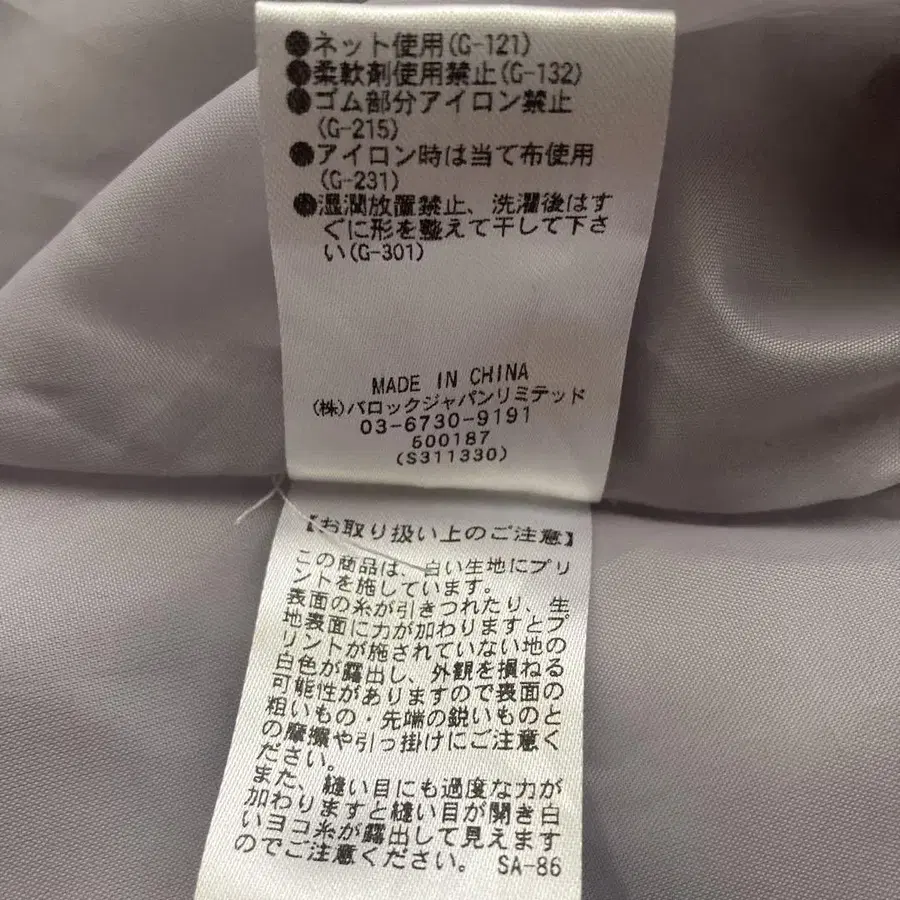 ●ネット使用(G-121)
●柔軟剤使用禁止(G-132)
●ゴム部分アイロン禁止
(G-215)
●アイロン時は当て布使用
(G-231)
●湿潤放置禁止、洗濯後はす
ぐに形を整えて干して下さ
い(G-301)
MADE IN CHINA
(株)バロックジャパンリミテッド
03-6730-9191
500187
(S311330)
【お取り扱い上のご注意】
この商品は、白い生地にプリ
ントを施しています。
表面の糸が引きつれたり、生
地表面に力が加わりますとプ
リントが施されていない地の
白色が露出し、外観を損ねる
可能性がありますので表面の
粗いもの・先端の鋭いものと
の摩擦や引っ掛けにご注意く
ださい。
また、縫い目にも過度な力が
加わりますと縫い目が開き白
いヨコ糸が露出して見えます
のでご注意ください。 SA-86